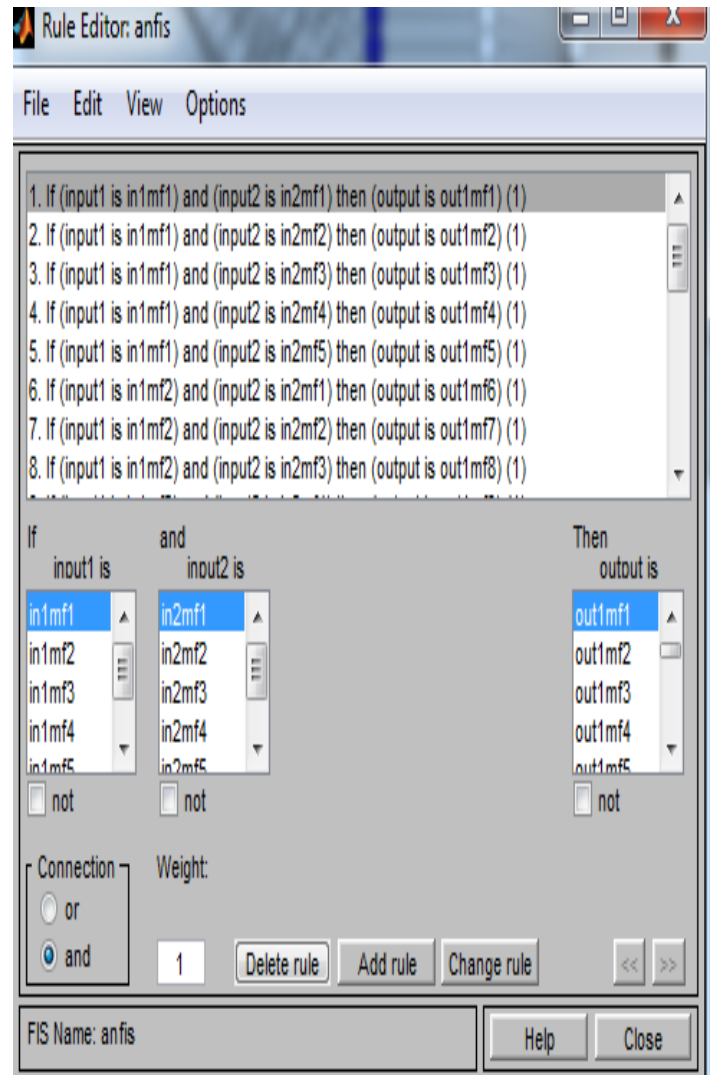 Rule Editor: anfis
File Edit View Options
1. If (input1 is in1mf1) and (input2 is in2mf1) then (output is out1mf1) (1)
2. If (input1 is in1mf1) and (input2 is in2mf2) then (output is out1mf2) (1)
3. If (input1 is in1mf1) and (input2 is in2mf3) then (output is out1mf3) (1)
4. If (input1 is in1mf1) and (input2 is in2mf4) then (output is out1mf4) (1)
5. If (input1 is in1mf1) and (input2 is in2mf5) then (output is out1mf5) (1)
6. If (input1 is in1mf2) and (input2 is in2mf1) then (output is out1mf6) (1)
7. If (input1 is in1mf2) and (input2 is in2mf2) then (output is out1mf7) (1)
8. If (input1 is in1mf2) and (input2 is in2mf3) then (output is out1mf8) (1)
If and Then
input1 is input2 is output is
in1mf1 in2mf1 out1mf1
in1mf2 in2mf2 out1mf2
in1mf3 in2mf3 out1mf3
in1mf4 in2mf4 out1mf4
in1mf5 in2mf5 out1mf5
not not not
Connection Weight:
or
and 1 Delete rule Add rule Change rule << >>
FIS Name: anfis Help Close